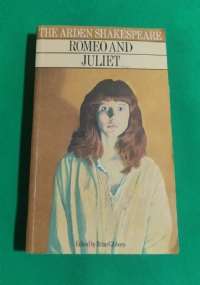 THE ARDEN SHAKESPEARE
ROMEO AND
JULIET
Edited by Brian Gibbons